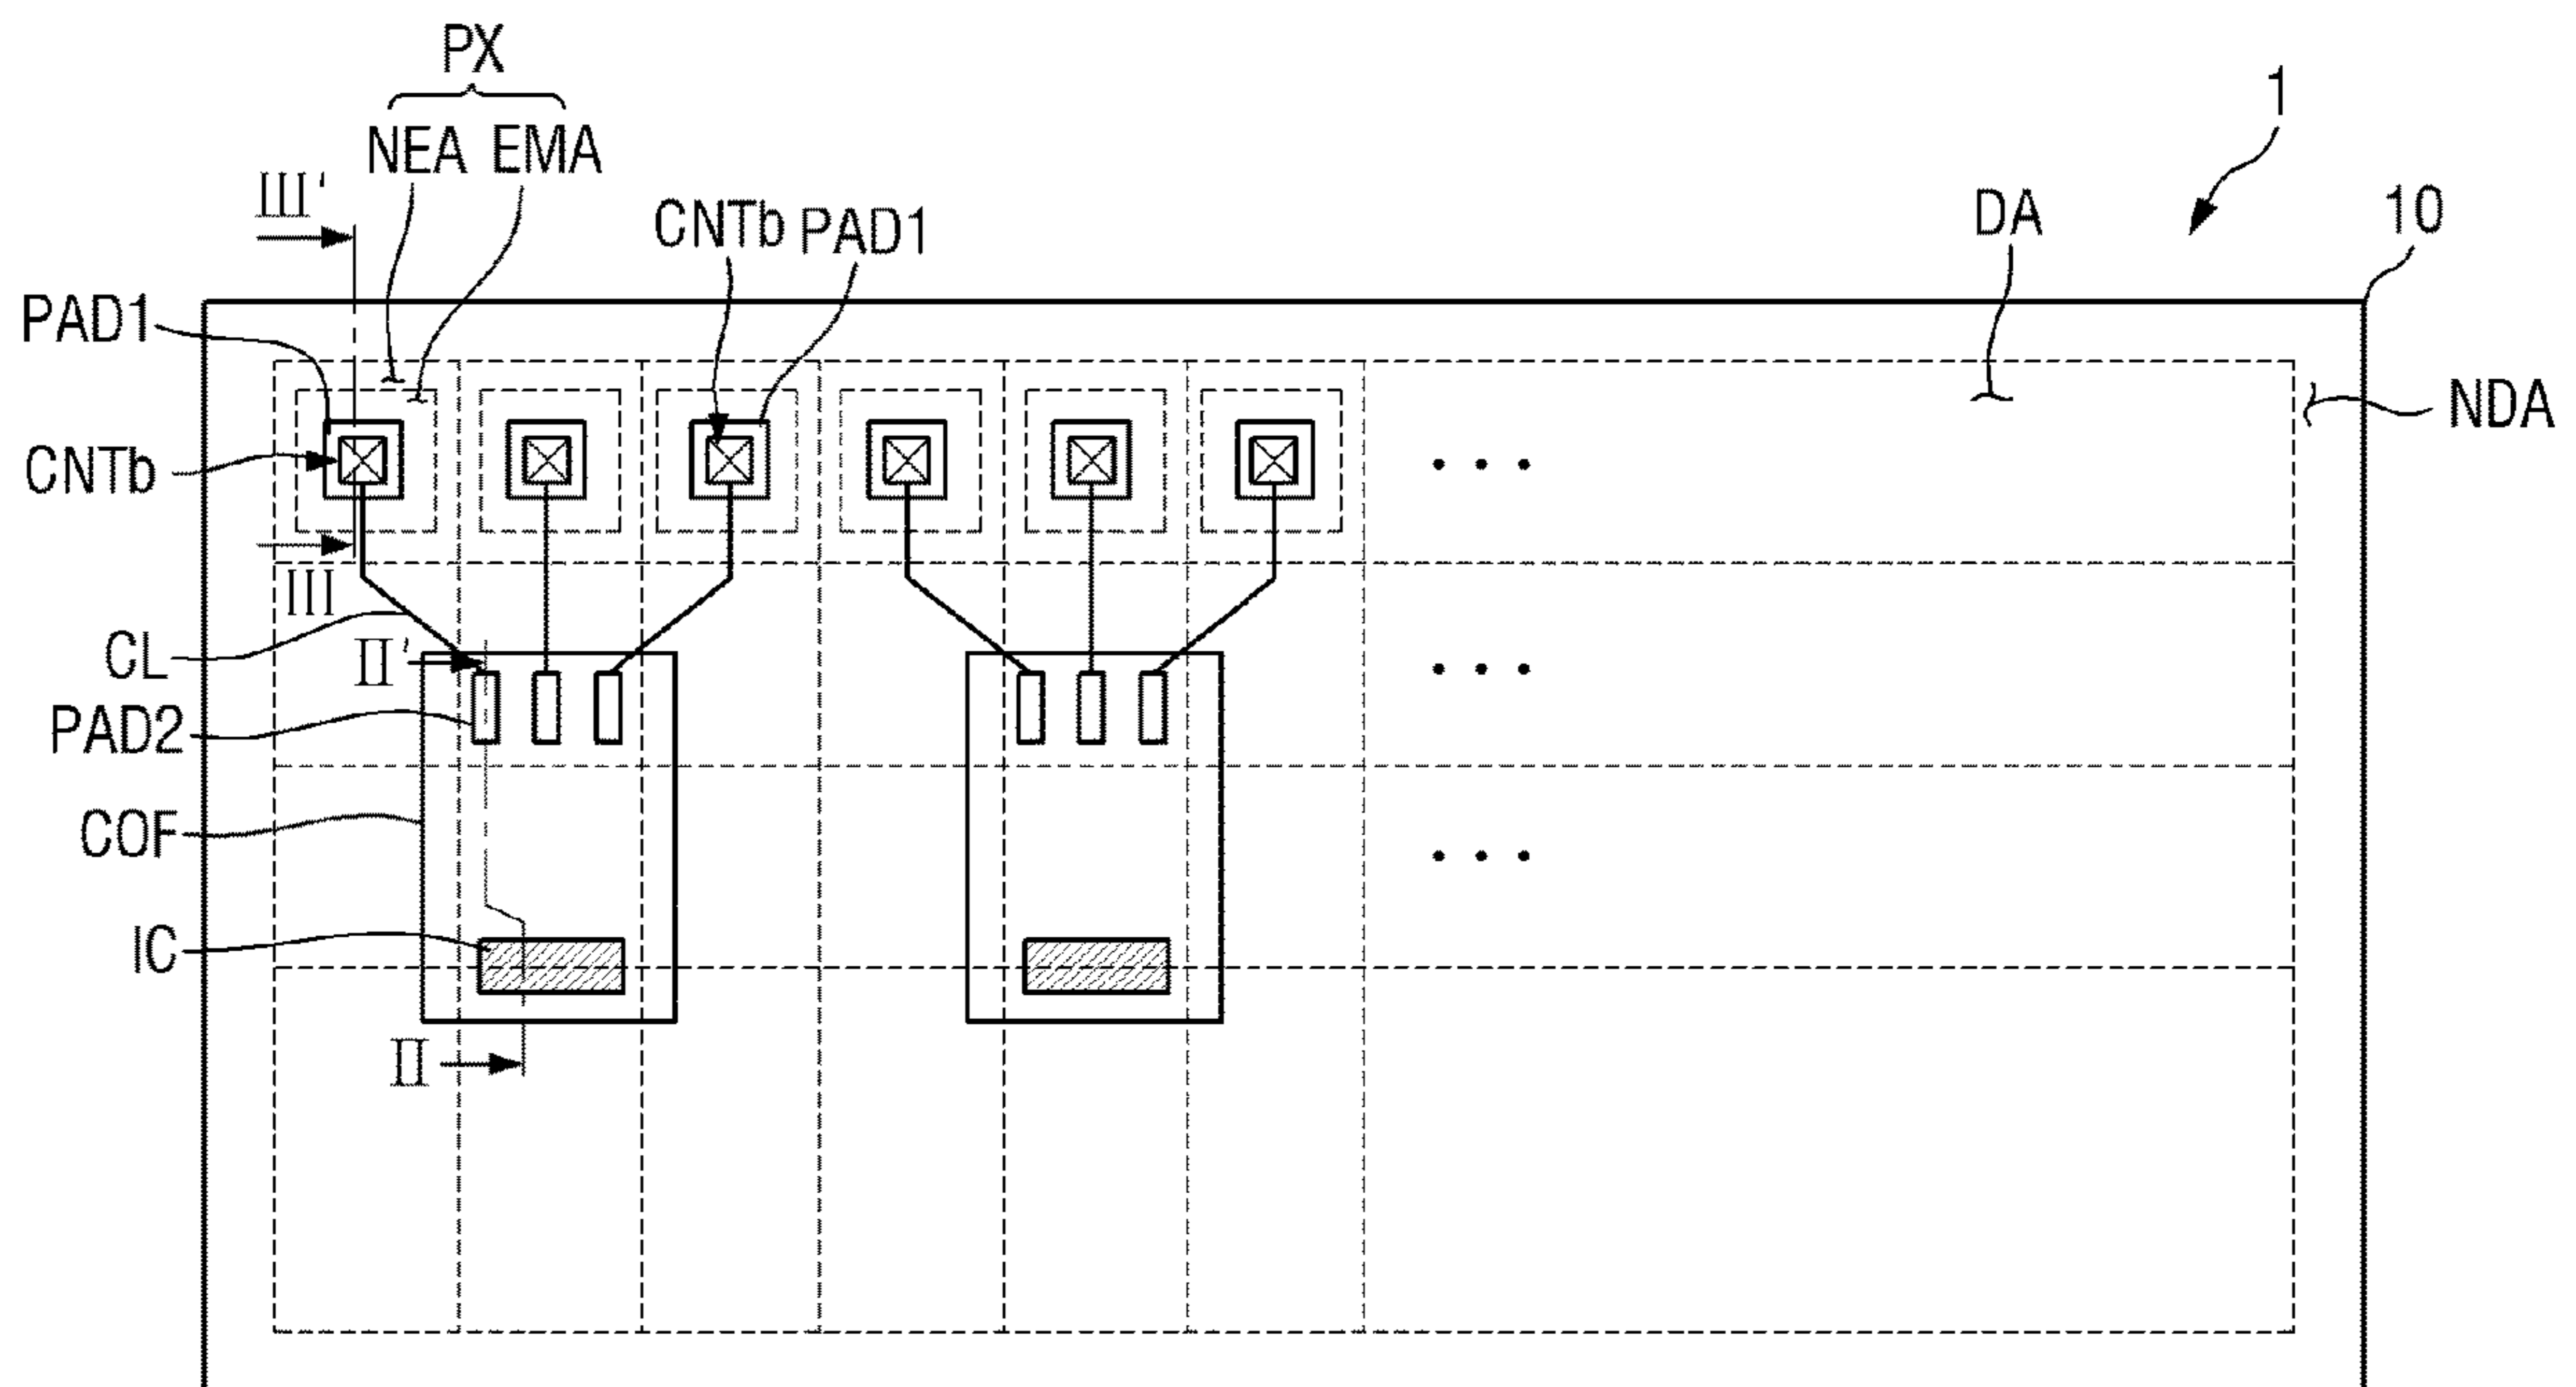 PX
1
NEA EMA
III'
CNTb PAD1
DA
10
PAD1
NDA
CNTb
• • •
III
CL
II'
• • •
PAD2
COF
• • •
IC
II